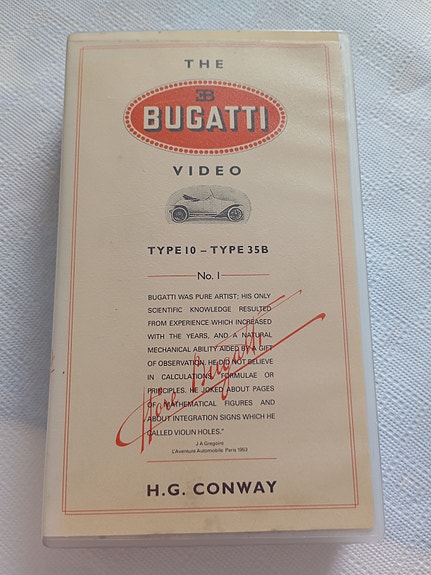 THE
EB
BUGATTI
VIDEO
TYPE 10 – TYPE 35B
No. 1
BUGATTI WAS PURE ARTIST; HIS ONLY
SCIENTIFIC KNOWLEDGE RESULTED
FROM EXPERIENCE WHICH INCREASED
WITH THE YEARS, AND A NATURAL
MECHANICAL ABILITY AIDED BY A GIFT
OF OBSERVATION. HE DID NOT BELIEVE
IN CALCULATIONS, FORMULAE OR
PRINCIPLES. HE JOKED ABOUT PAGES
OF MATHEMATICAL FIGURES AND
ABOUT INTEGRATION SIGNS WHICH HE
CALLED VIOLIN HOLES."
J A Gregoire
L'Aventure Automobile Paris 1953
Ettore Bugatti
H.G. CONWAY